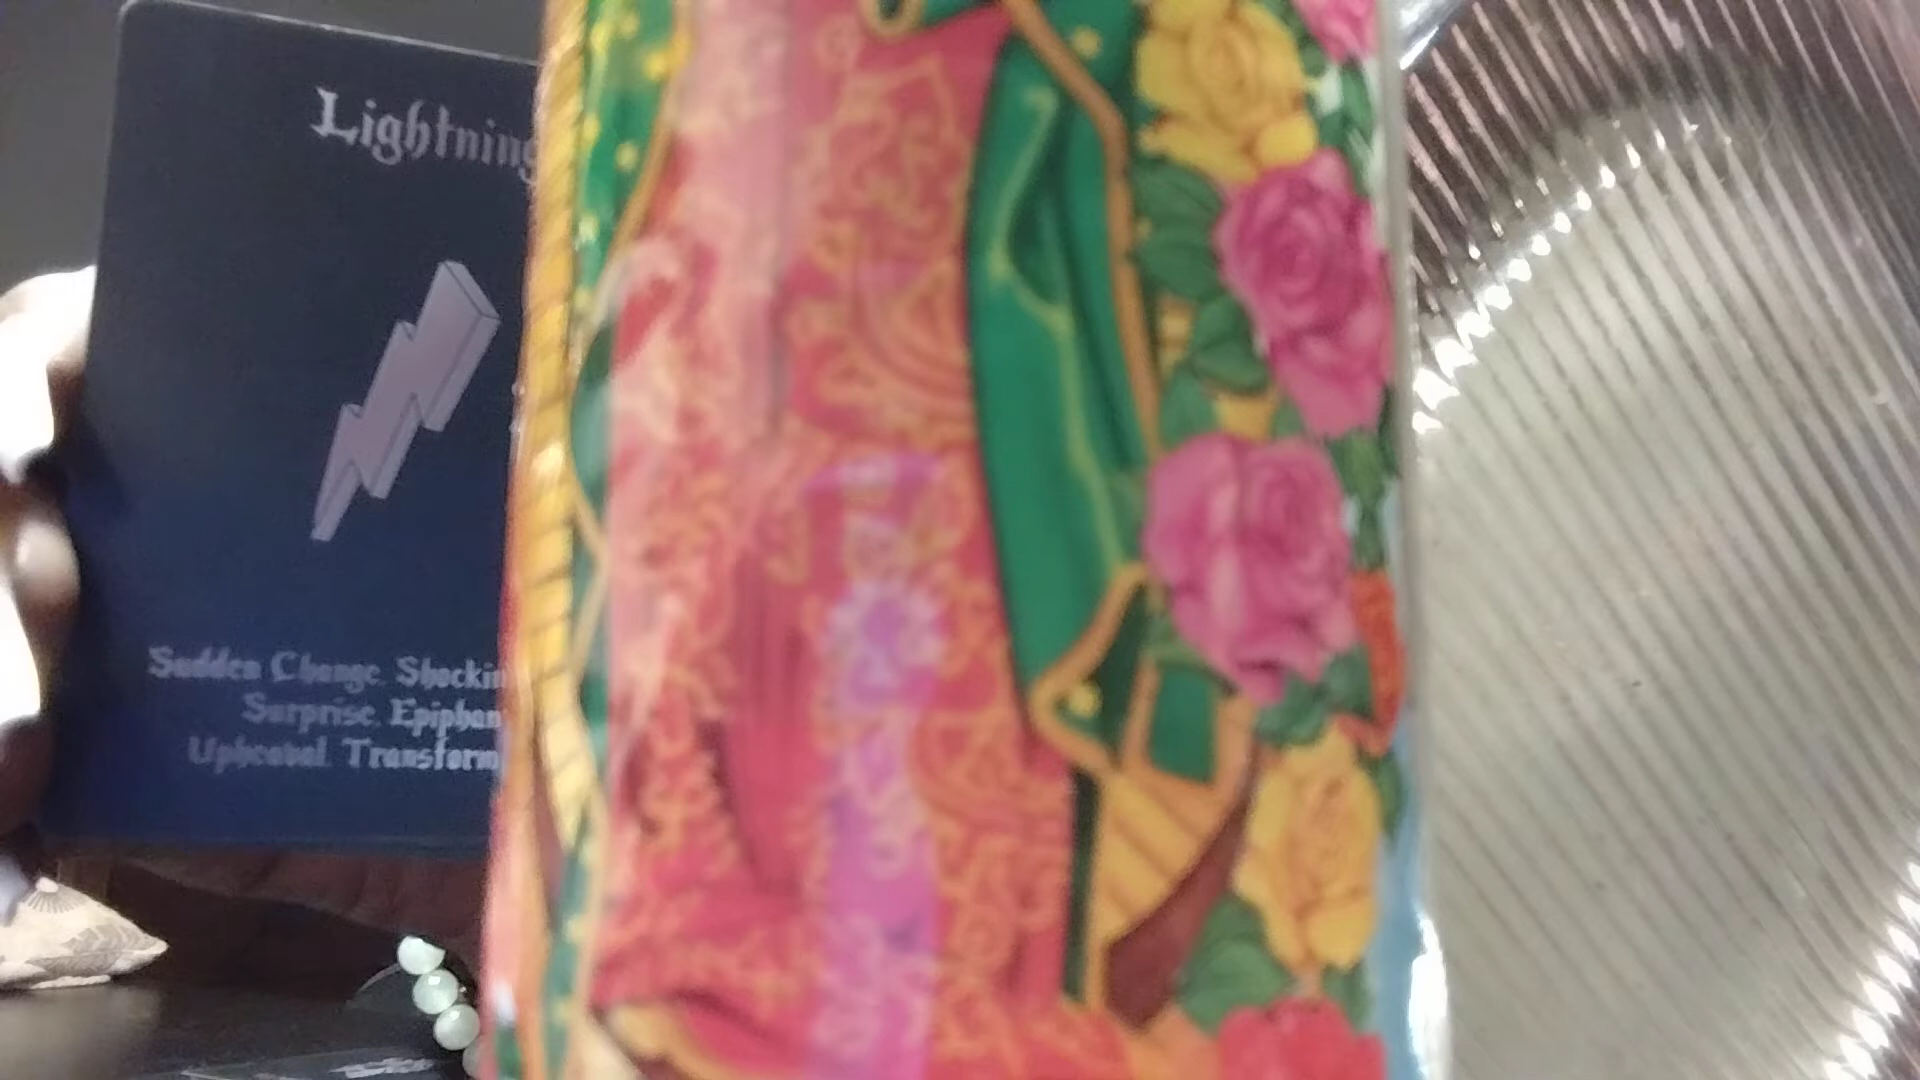 Lightning
Sudden Change. Shockin
Surprise. Epiphan
Upheaval. Transform